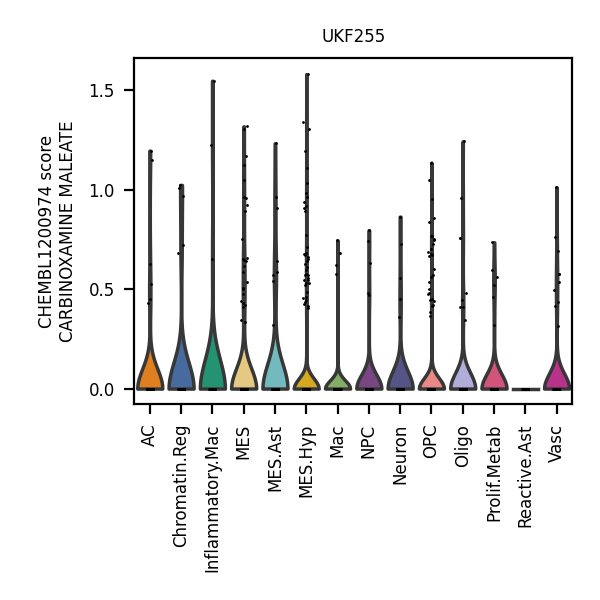 UKF255
CHEMBL1200974 score
CARBINOXAMINE MALEATE
1.5
1.0
0.5
0.0
AC
Chromatin.Reg
Inflammatory.Mac
MES
MES.Ast
MES.Hyp
Mac
NPC
Neuron
OPC
Oligo
Prolif.Metab
Reactive.Ast
Vasc